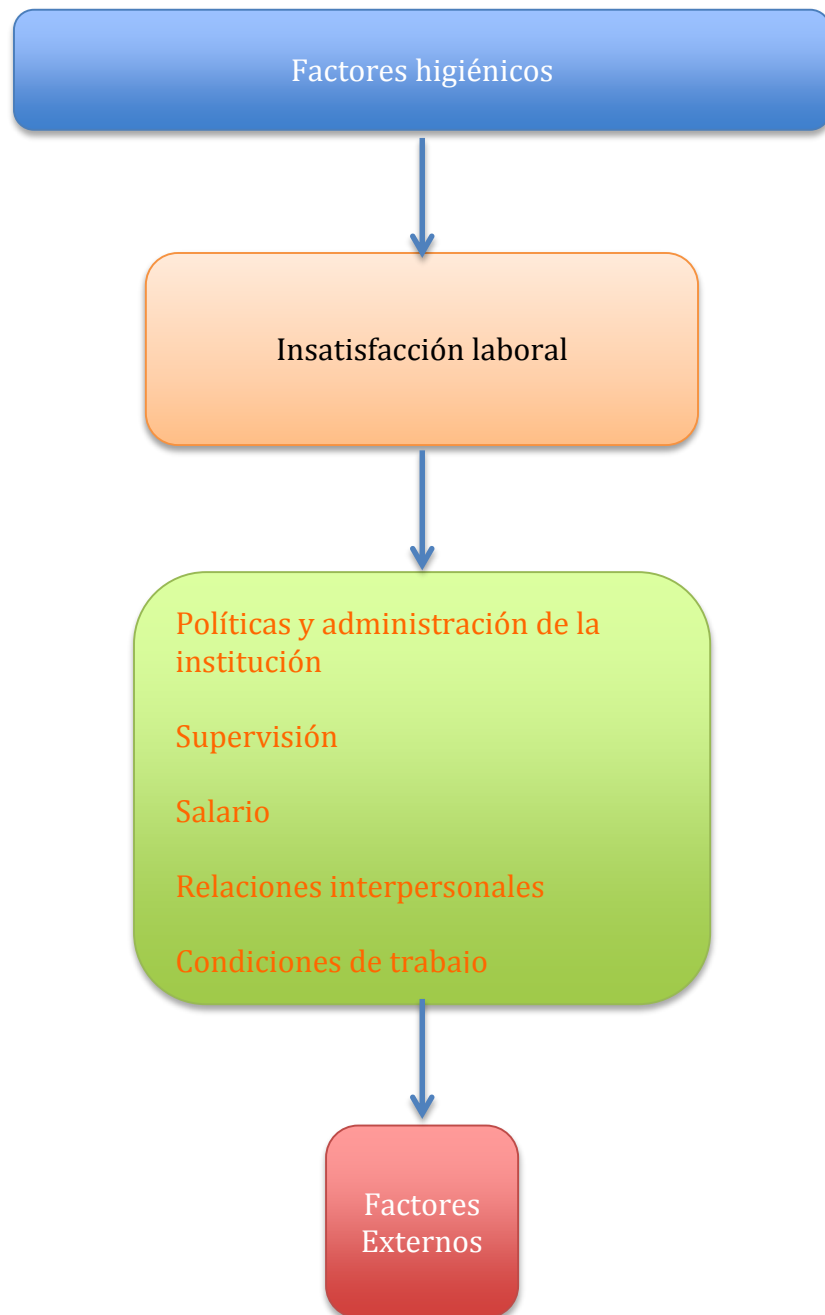 Factores higiénicos
Insatisfacción laboral
Políticas y administración de la
institución
Supervisión
Salario
Relaciones interpersonales
Condiciones de trabajo
Factores
Externos